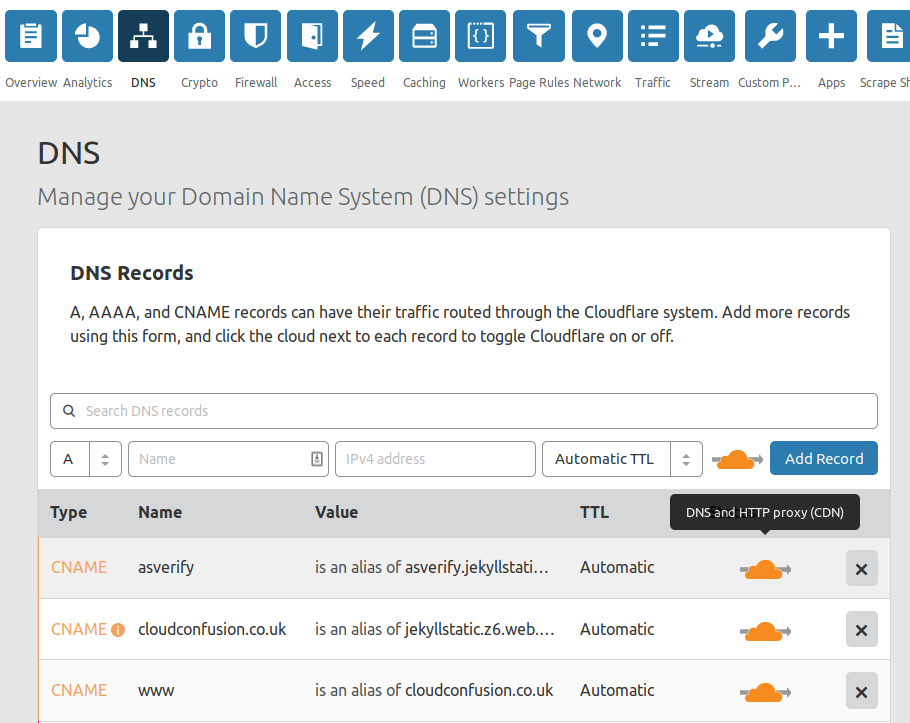 Overview Analytics DNS Crypto Firewall Access Speed Caching Workers Page Rules Network Traffic Stream Custom P... Apps Scrape Sh
DNS
Manage your Domain Name System (DNS) settings
DNS Records
A, AAAA, and CNAME records can have their traffic routed through the Cloudflare system. Add more records
using this form, and click the cloud next to each record to toggle Cloudflare on or off.
Search DNS records
A Name IPv4 address Automatic TTL Add Record
Type Name Value TTL
DNS and HTTP proxy (CDN)
CNAME asverify is an alias of asverify.jekyllstati... Automatic
CNAME cloudconfusion.co.uk is an alias of jekyllstatic.z6.web.... Automatic
CNAME www is an alias of cloudconfusion.co.uk Automatic